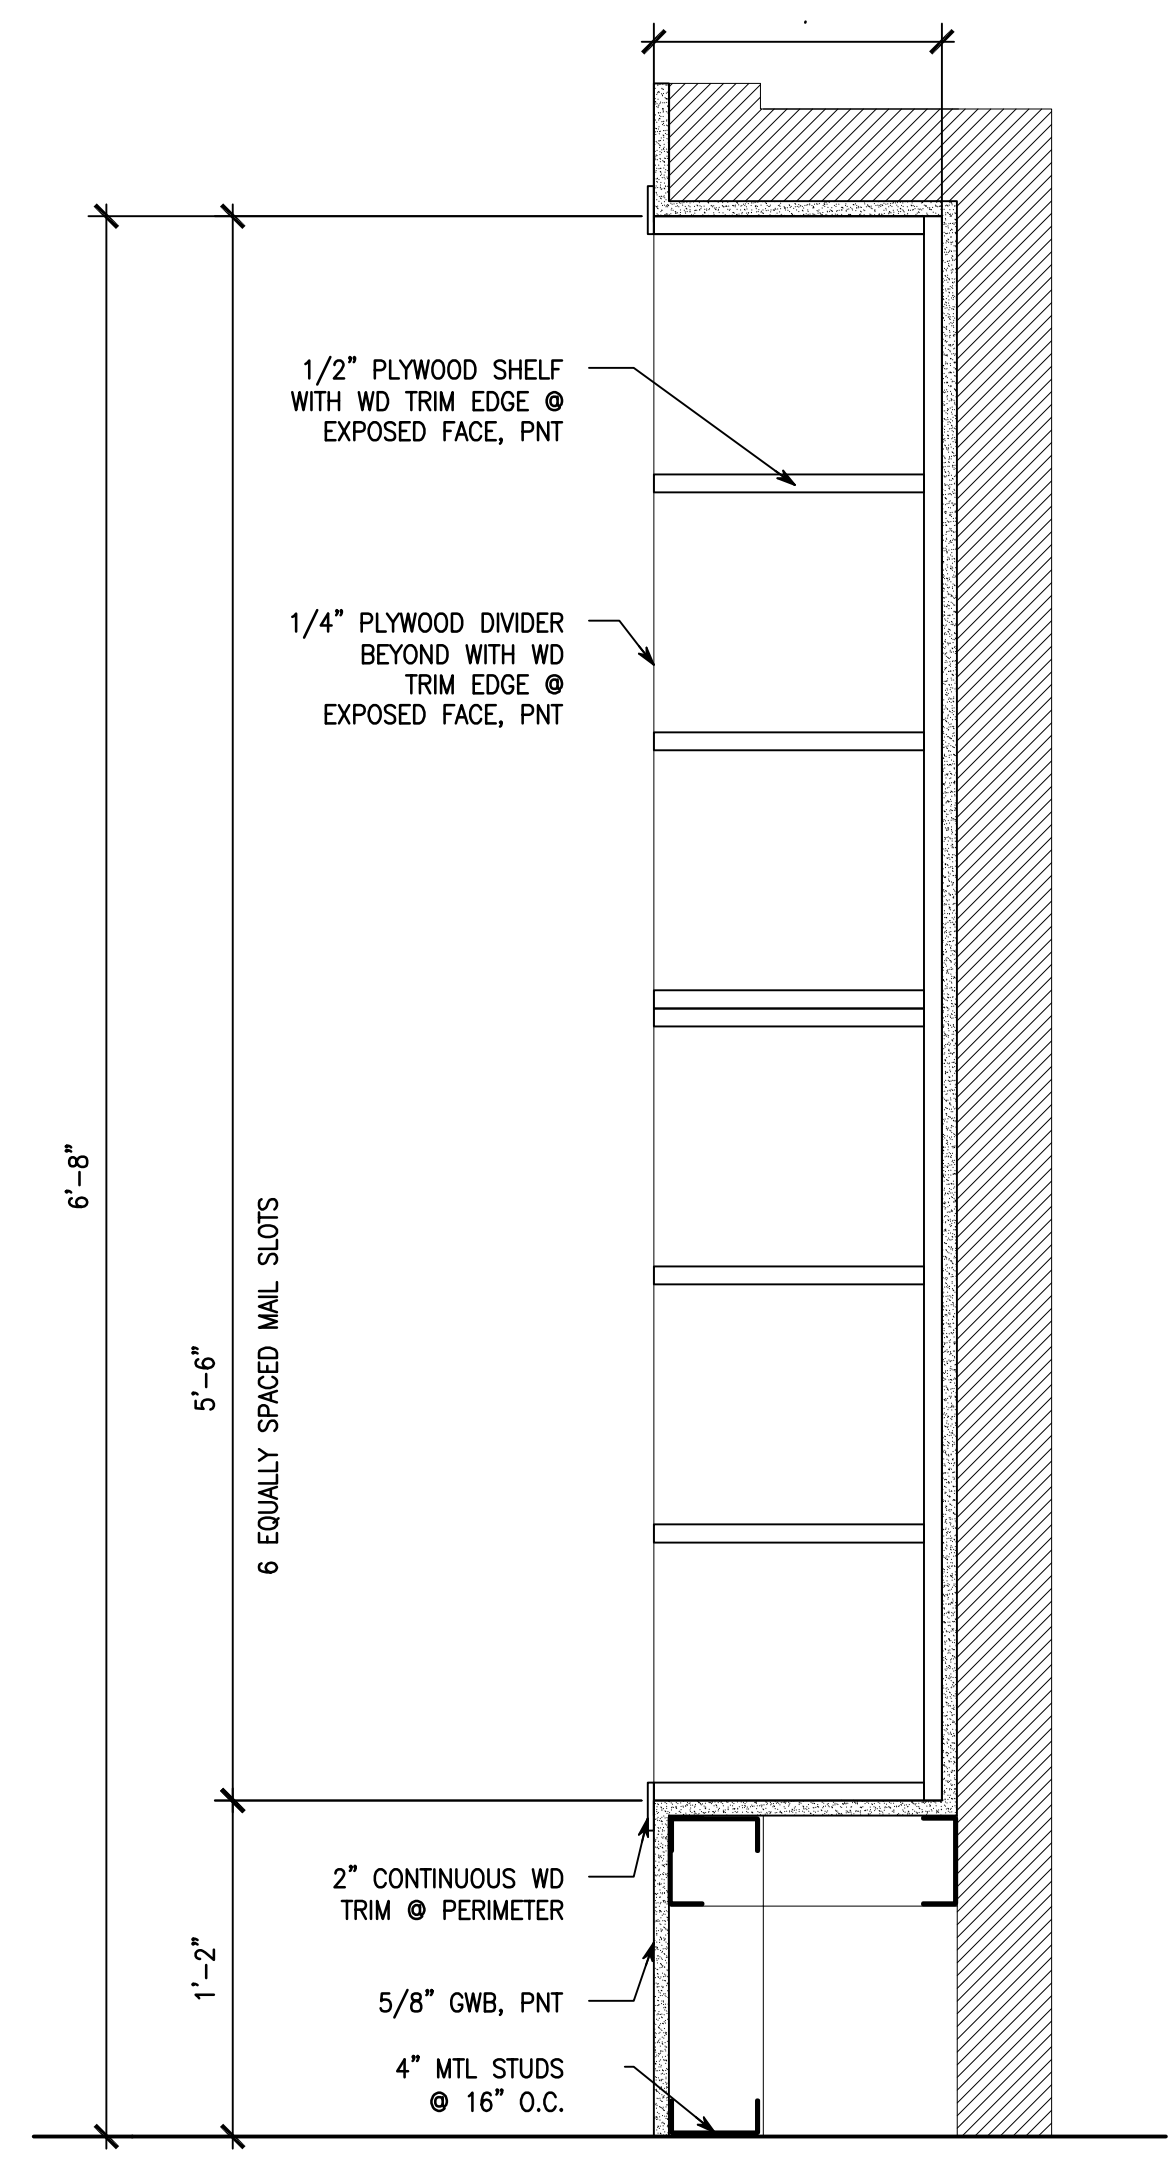 1/2" PLYWOOD SHELF
WITH WD TRIM EDGE @
EXPOSED FACE, PNT
1/4" PLYWOOD DIVIDER
BEYOND WITH WD
TRIM EDGE @
EXPOSED FACE, PNT
6'-8"
5'-6"
6 EQUALLY SPACED MAIL SLOTS
2" CONTINUOUS WD
TRIM @ PERIMETER
1'-2"
5/8" GWB, PNT
4" MTL STUDS
@ 16" O.C.